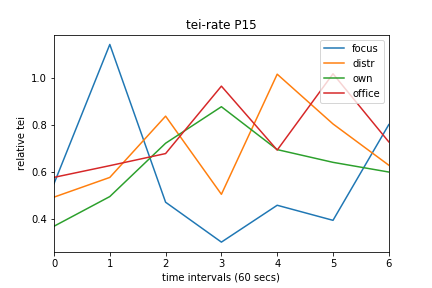 tei-rate P15
focus
distr
own
office
relative tei
1.0
0.8
0.6
0.4
0 1 2 3 4 5 6
time intervals (60 secs)